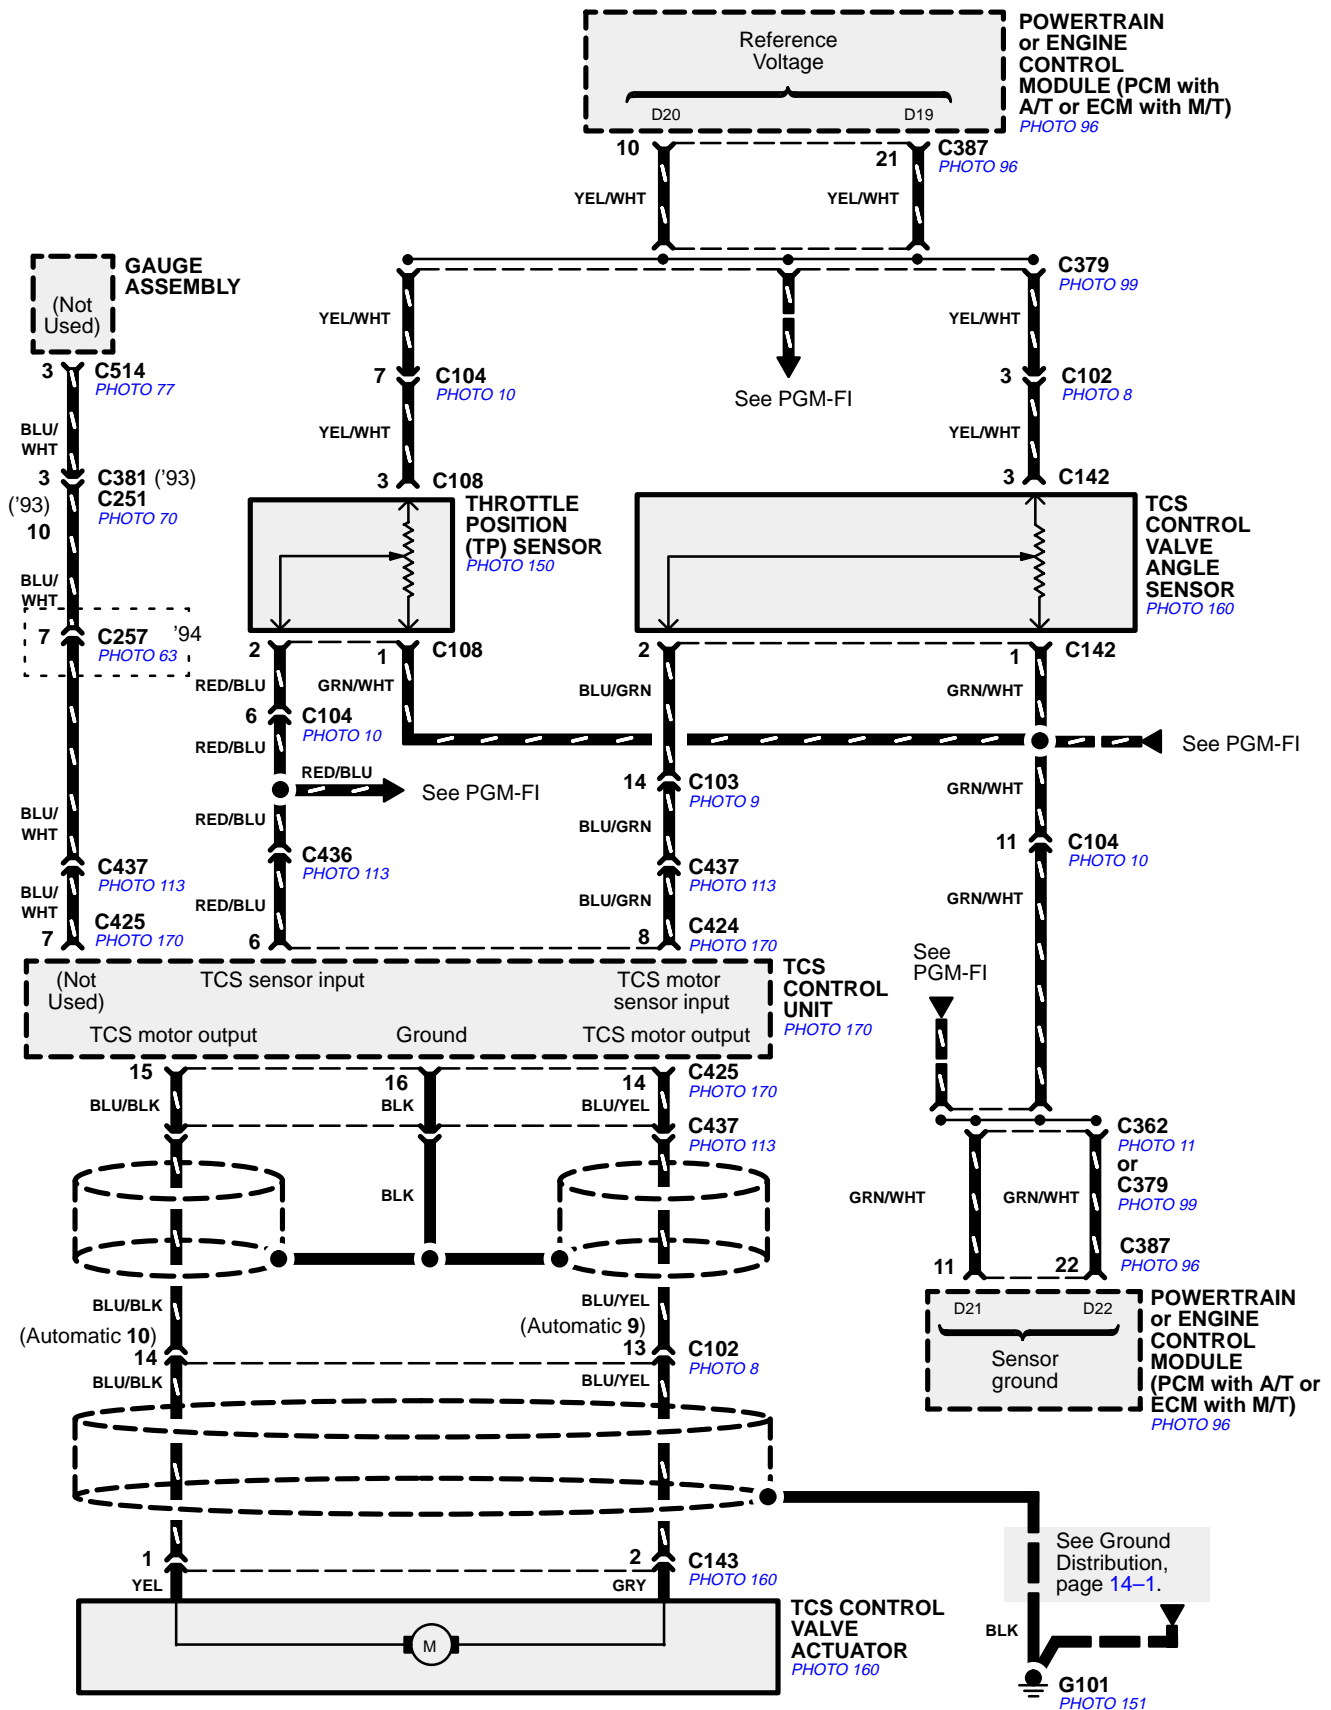 POWERTRAIN
or ENGINE
CONTROL
MODULE (PCM with
A/T or ECM with M/T)
PHOTO 96
Reference
Voltage
D20
D19
10
21
C387
PHOTO 96
YEL/WHT
YEL/WHT
GAUGE
ASSEMBLY
(Not
Used)
C379
PHOTO 99
YEL/WHT
YEL/WHT
3
C514
PHOTO 77
7
C104
PHOTO 10
See PGM-FI
3
C102
PHOTO 8
BLU/
WHT
YEL/WHT
YEL/WHT
3
C381 ('93)
('93)
C251
PHOTO 70
10
3
C108
3
C142
THROTTLE
POSITION
(TP) SENSOR
PHOTO 150
TCS
CONTROL
VALVE
ANGLE
SENSOR
PHOTO 160
BLU/
WHT
7
C257
'94
PHOTO 63
2
1
C108
2
1
C142
RED/BLU
GRN/WHT
BLU/GRN
GRN/WHT
6
C104
PHOTO 10
RED/BLU
See PGM-FI
RED/BLU
See PGM-FI
14
C103
PHOTO 9
GRN/WHT
BLU/
WHT
RED/BLU
BLU/GRN
11
C104
PHOTO 10
C437
PHOTO 113
C436
PHOTO 113
C437
PHOTO 113
BLU/
WHT
RED/BLU
BLU/GRN
GRN/WHT
7
C425
PHOTO 170
6
8
C424
PHOTO 170
See
PGM-FI
(Not
Used)
TCS sensor input
TCS motor
sensor input
TCS motor output
Ground
TCS motor output
TCS
CONTROL
UNIT
PHOTO 170
15
16
14
C425
PHOTO 170
BLU/BLK
BLK
BLU/YEL
C437
PHOTO 113
C362
PHOTO 11
or
C379
PHOTO 99
BLK
GRN/WHT
GRN/WHT
11
22
C387
PHOTO 96
BLU/BLK
BLU/YEL
(Automatic 10)
14
(Automatic 9)
13
C102
PHOTO 8
BLU/BLK
BLU/YEL
D21
D22
Sensor
ground
POWERTRAIN
or ENGINE
CONTROL
MODULE
(PCM with A/T or
ECM with M/T)
PHOTO 96
1
2
C143
PHOTO 160
YEL
GRY
See Ground
Distribution,
page 14–1.
M
TCS CONTROL
VALVE
ACTUATOR
PHOTO 160
BLK
G101
PHOTO 151